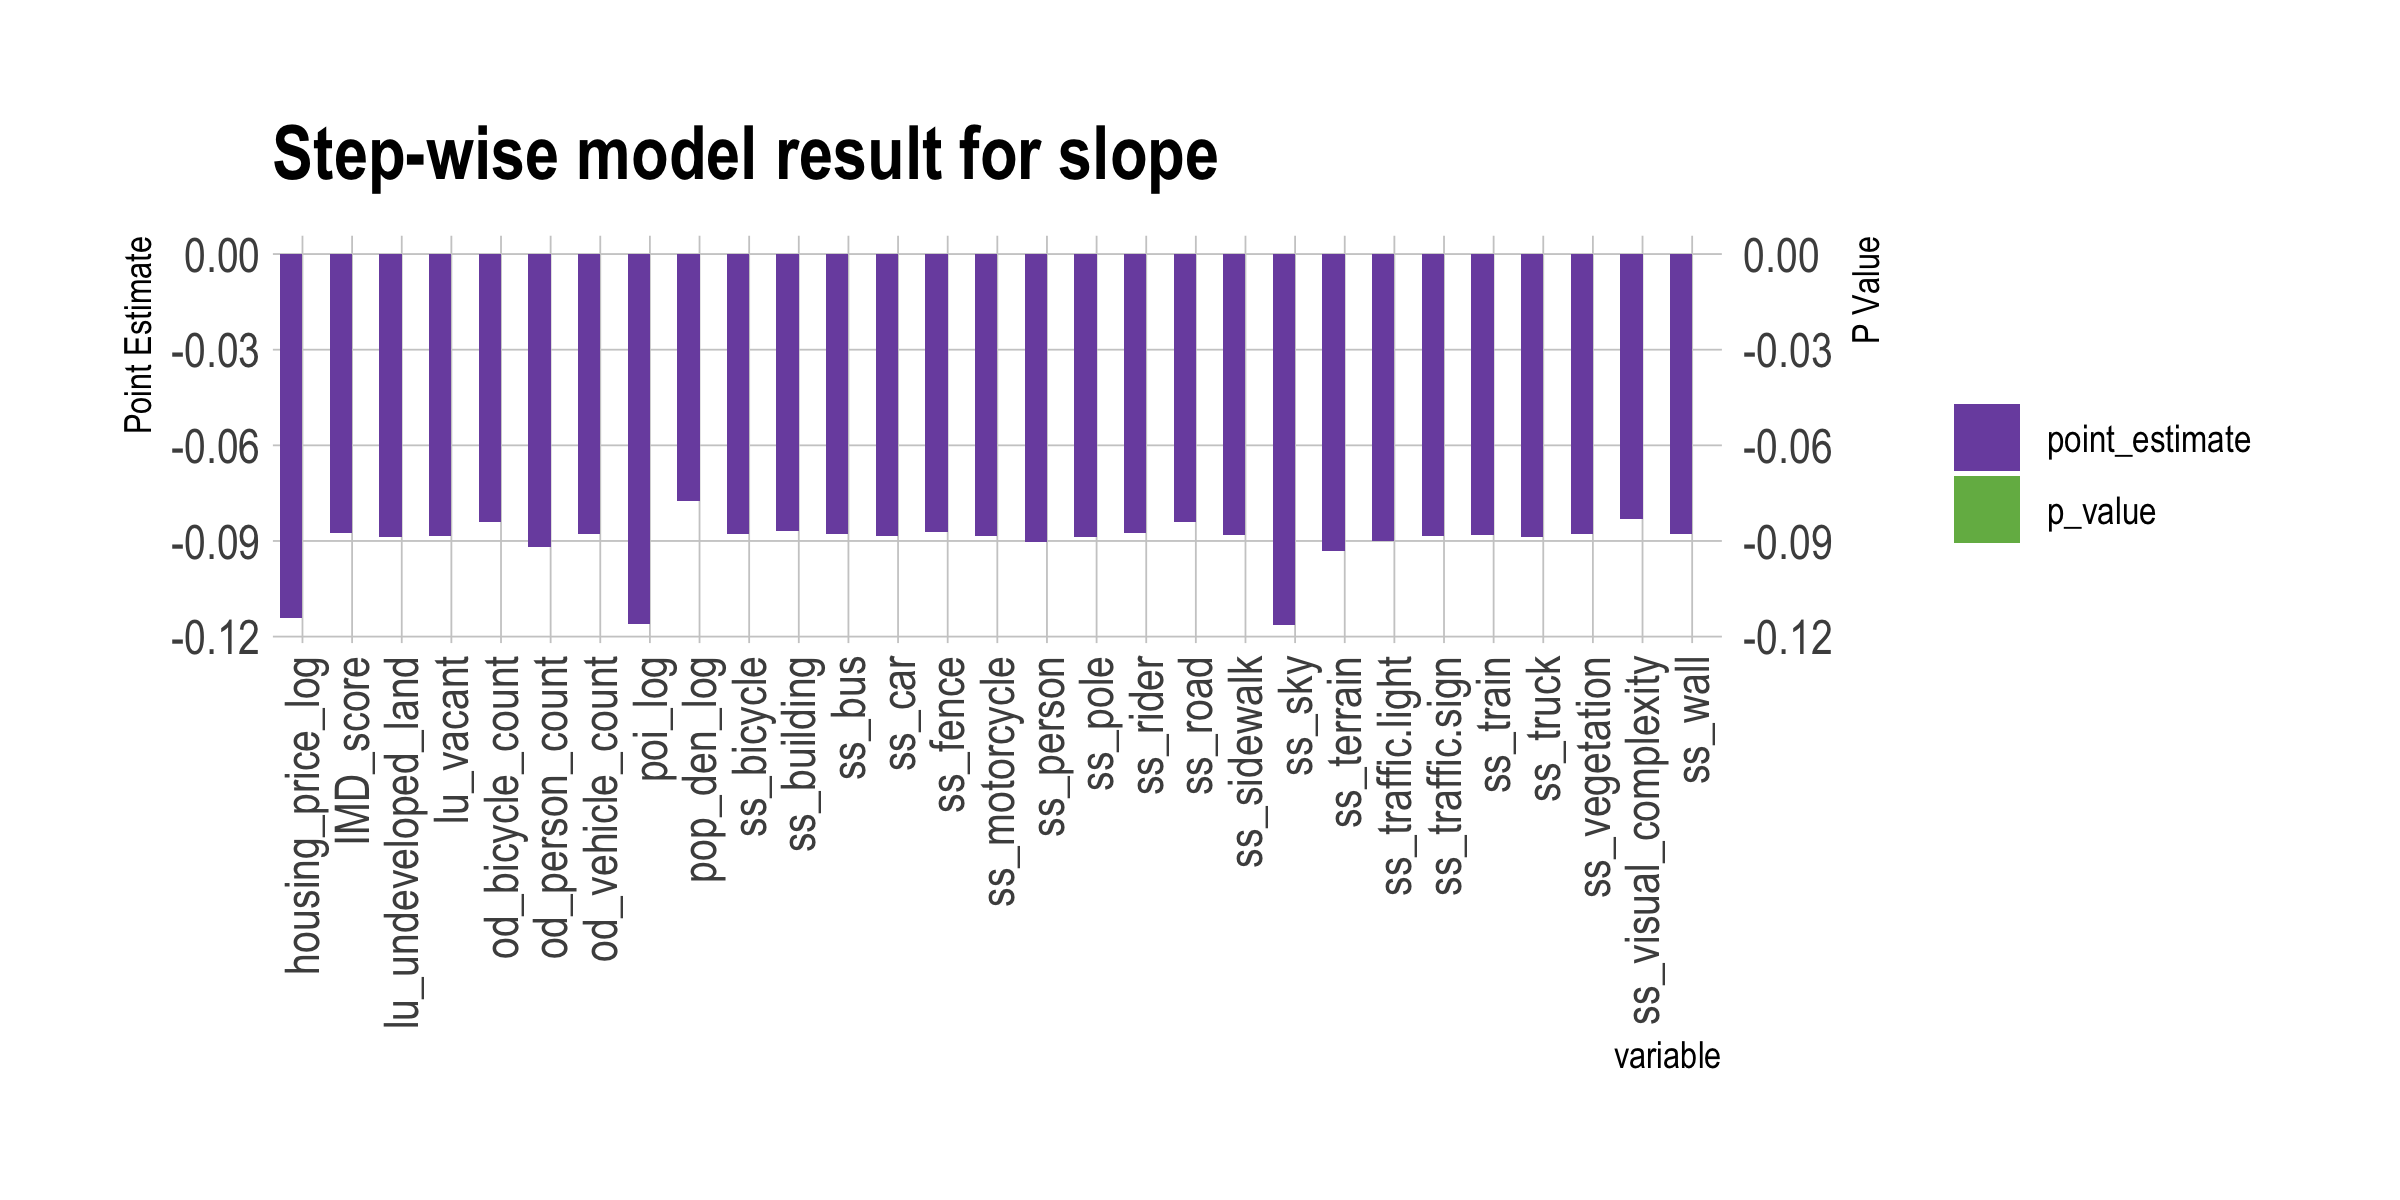 Step-wise model result for slope
Point Estimate
0.00
-0.03
-0.06
-0.09
-0.12
0.00
-0.03
-0.06
-0.09
-0.12
P Value
housing_price_log
IMD_score
lu_undeveloped_land
lu_vacant
od_bicycle_count
od_person_count
od_vehicle_count
poi_log
pop_den_log
ss_bicycle
ss_building
ss_bus
ss_car
ss_fence
ss_motorcycle
ss_person
ss_pole
ss_rider
ss_road
ss_sidewalk
ss_sky
ss_terrain
ss_traffic.light
ss_traffic.sign
ss_train
ss_truck
ss_vegetation
ss_visual_complexity
ss_wall
variable
point_estimate
p_value